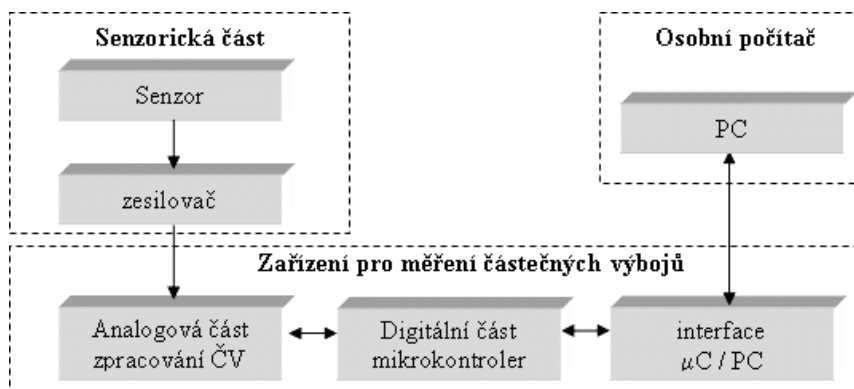 Senzorická část
Senzor
zesilovač
Osobní počítač
PC
Zařízení pro měření částečných výbojů
Analogová část
zpracování ČV
Digitální část
mikrokontroler
interface
μC / PC